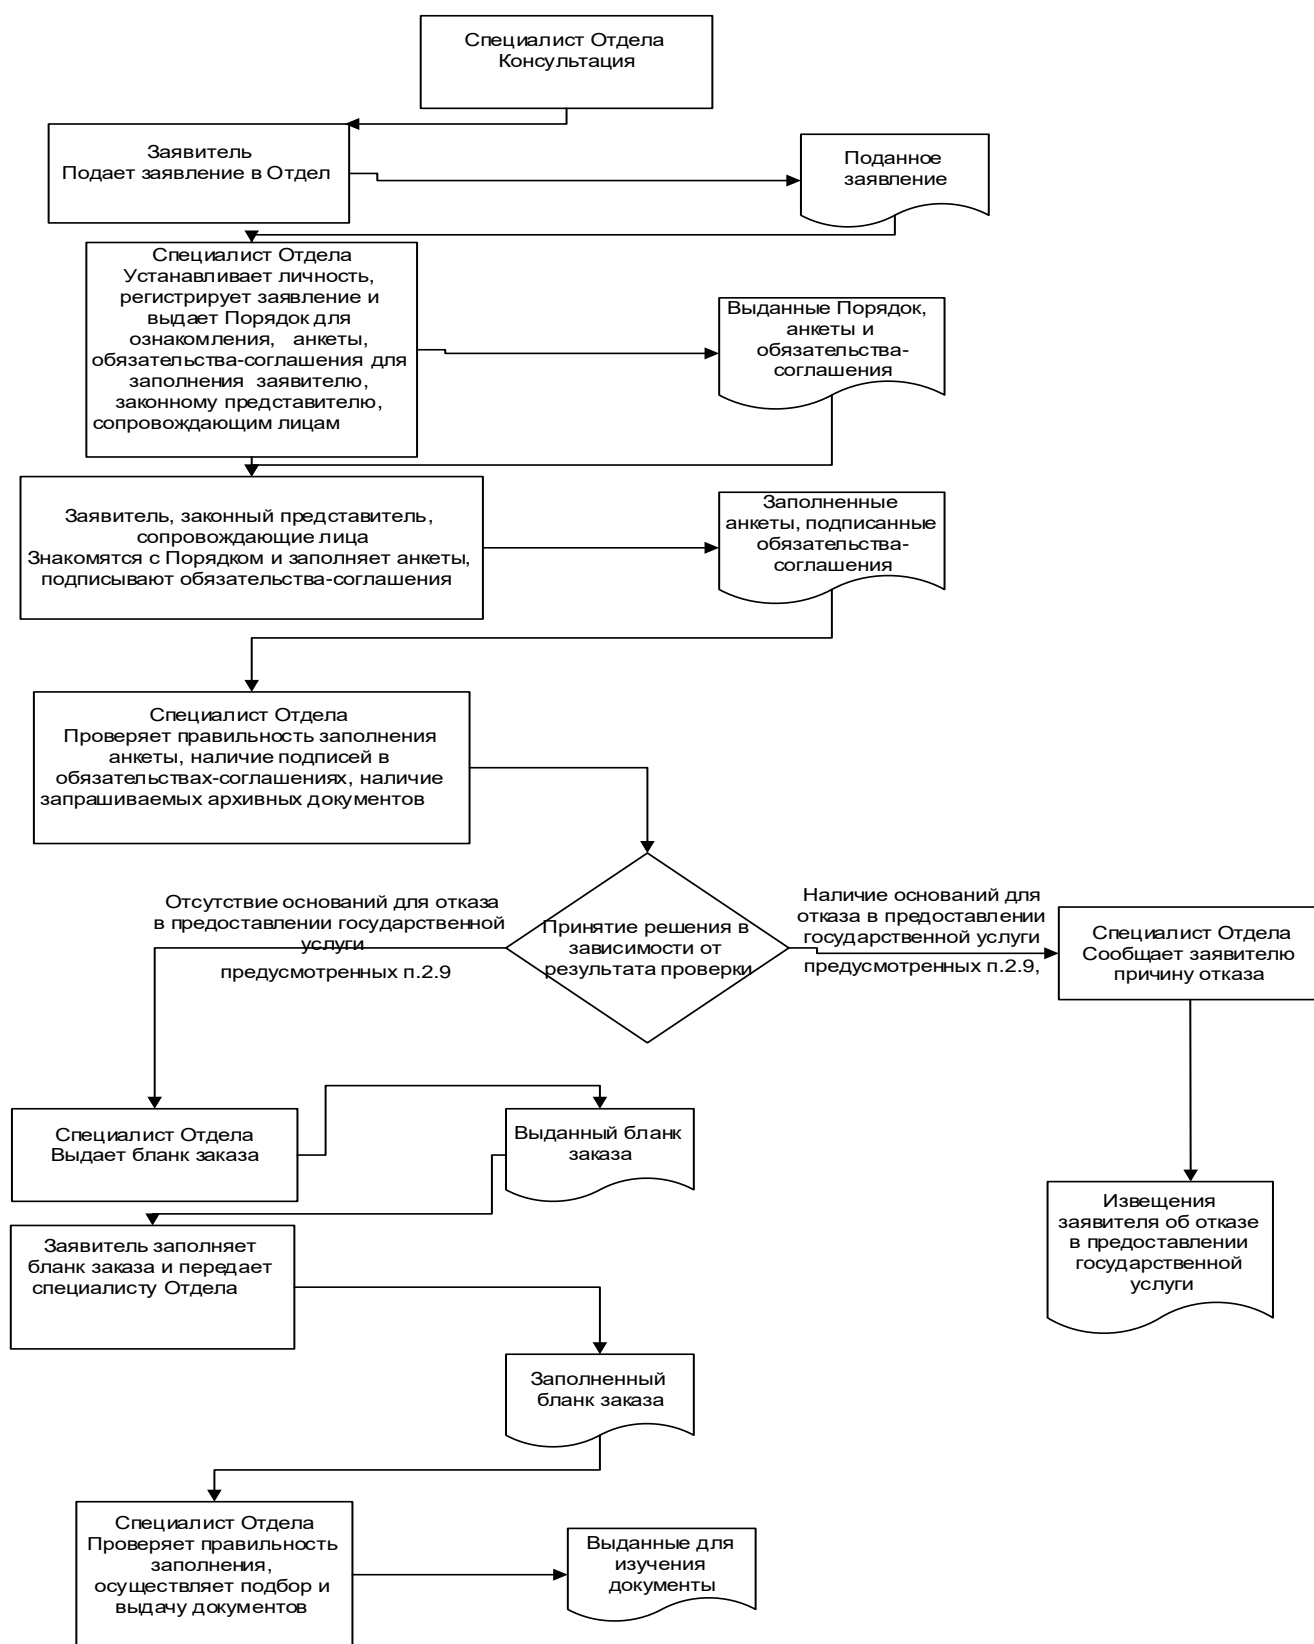 Специалист Отдела
Консультация
Заявитель
Подает заявление в Отдел
Поданное
заявление
Специалист Отдела
Устанавливает личность,
регистрирует заявление и
выдает Порядок для
ознакомления, анкеты,
обязательства-соглашения для
заполнения заявителю,
законному представителю,
сопровождающим лицам
Выданные Порядок,
анкеты и
обязательства-
соглашения
Заявитель, законный представитель,
сопровождающие лица
Знакомятся с Порядком и заполняет анкеты,
подписывают обязательства-соглашения
Заполненные
анкеты, подписанные
обязательства-
соглашения
Специалист Отдела
Проверяет правильность заполнения
анкеты, наличие подписей в
обязательствах-соглашениях, наличие
запрашиваемых архивных документов
Отсутствие оснований для отказа
в предоставлении государственной
услуги
предусмотренных п.2.9
Принятие решения в
зависимости от
результата проверки
Наличие оснований для
отказа в предоставлении
государственной услуги
предусмотренных п.2.9,
Специалист Отдела
Сообщает заявителю
причину отказа
Специалист Отдела
Выдает бланк заказа
Выданный бланк
заказа
Извещения
заявителя об отказе
в предоставлении
государственной
услуги
Заявитель заполняет
бланк заказа и передает
специалисту Отдела
Заполненный
бланк заказа
Специалист Отдела
Проверяет правильность
заполнения,
осуществляет подбор и
выдачу документов
Выданные для
изучения
документы